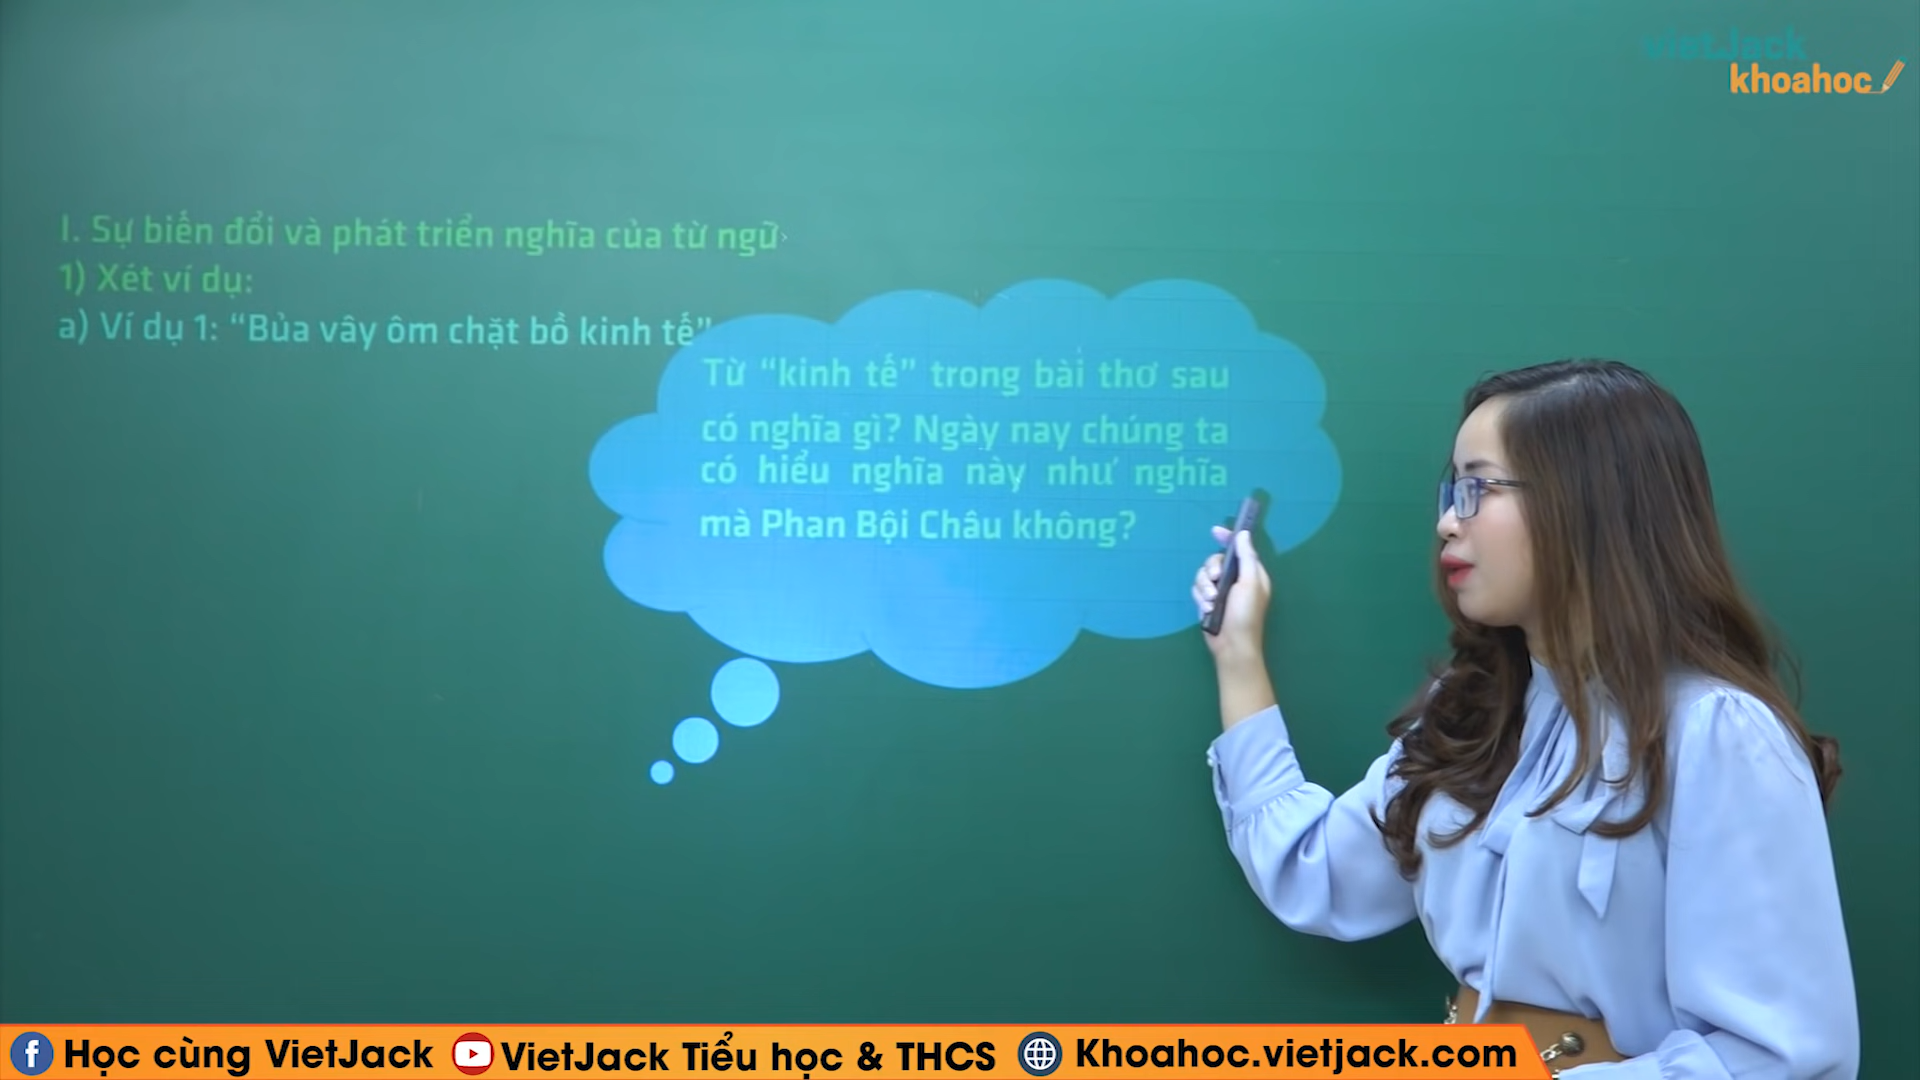 vietJack
khoahoc
I. Sự biến đổi và phát triển nghĩa của từ ngữ
1) Xét ví dụ:
a) Ví dụ 1: “Bủa vây ôm chặt bồ kinh tế”
Từ “kinh tế” trong bài thơ sau
có nghĩa gì? Ngày nay chúng ta
có hiểu nghĩa này như nghĩa
mà Phan Bội Châu không?
Học cùng VietJack
VietJack Tiểu học & THCS
Khoahoc.vietjack.com